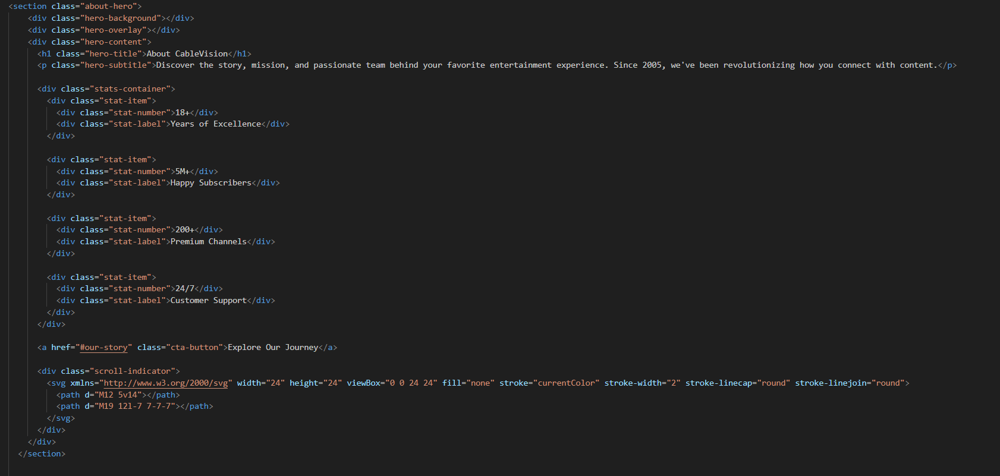 <section class="about-hero">
<div class="hero-background"></div>
<div class="hero-overlay"></div>
<div class="hero-content">
<h1 class="hero-title">About CableVision</h1>
<p class="hero-subtitle">Discover the story, mission, and passionate team behind your favorite entertainment experience. Since 2005, we've been revolutionizing how you connect with content.</p>
<div class="stats-container">
<div class="stat-item">
<div class="stat-number">18+</div>
<div class="stat-label">Years of Excellence</div>
</div>
<div class="stat-item">
<div class="stat-number">5M+</div>
<div class="stat-label">Happy Subscribers</div>
</div>
<div class="stat-item">
<div class="stat-number">200+</div>
<div class="stat-label">Premium Channels</div>
</div>
<div class="stat-item">
<div class="stat-number">24/7</div>
<div class="stat-label">Customer Support</div>
</div>
</div>
<a href="#our-story" class="cta-button">Explore Our Journey</a>
<div class="scroll-indicator">
<svg xmlns="http://www.w3.org/2000/svg" width="24" height="24" viewBox="0 0 24 24" fill="none" stroke="currentColor" stroke-width="2" stroke-linecap="round" stroke-linejoin="round">
<path d="M12 5v14"></path>
<path d="M19 12l-7 7-7-7"></path>
</svg>
</div>
</div>
</section>